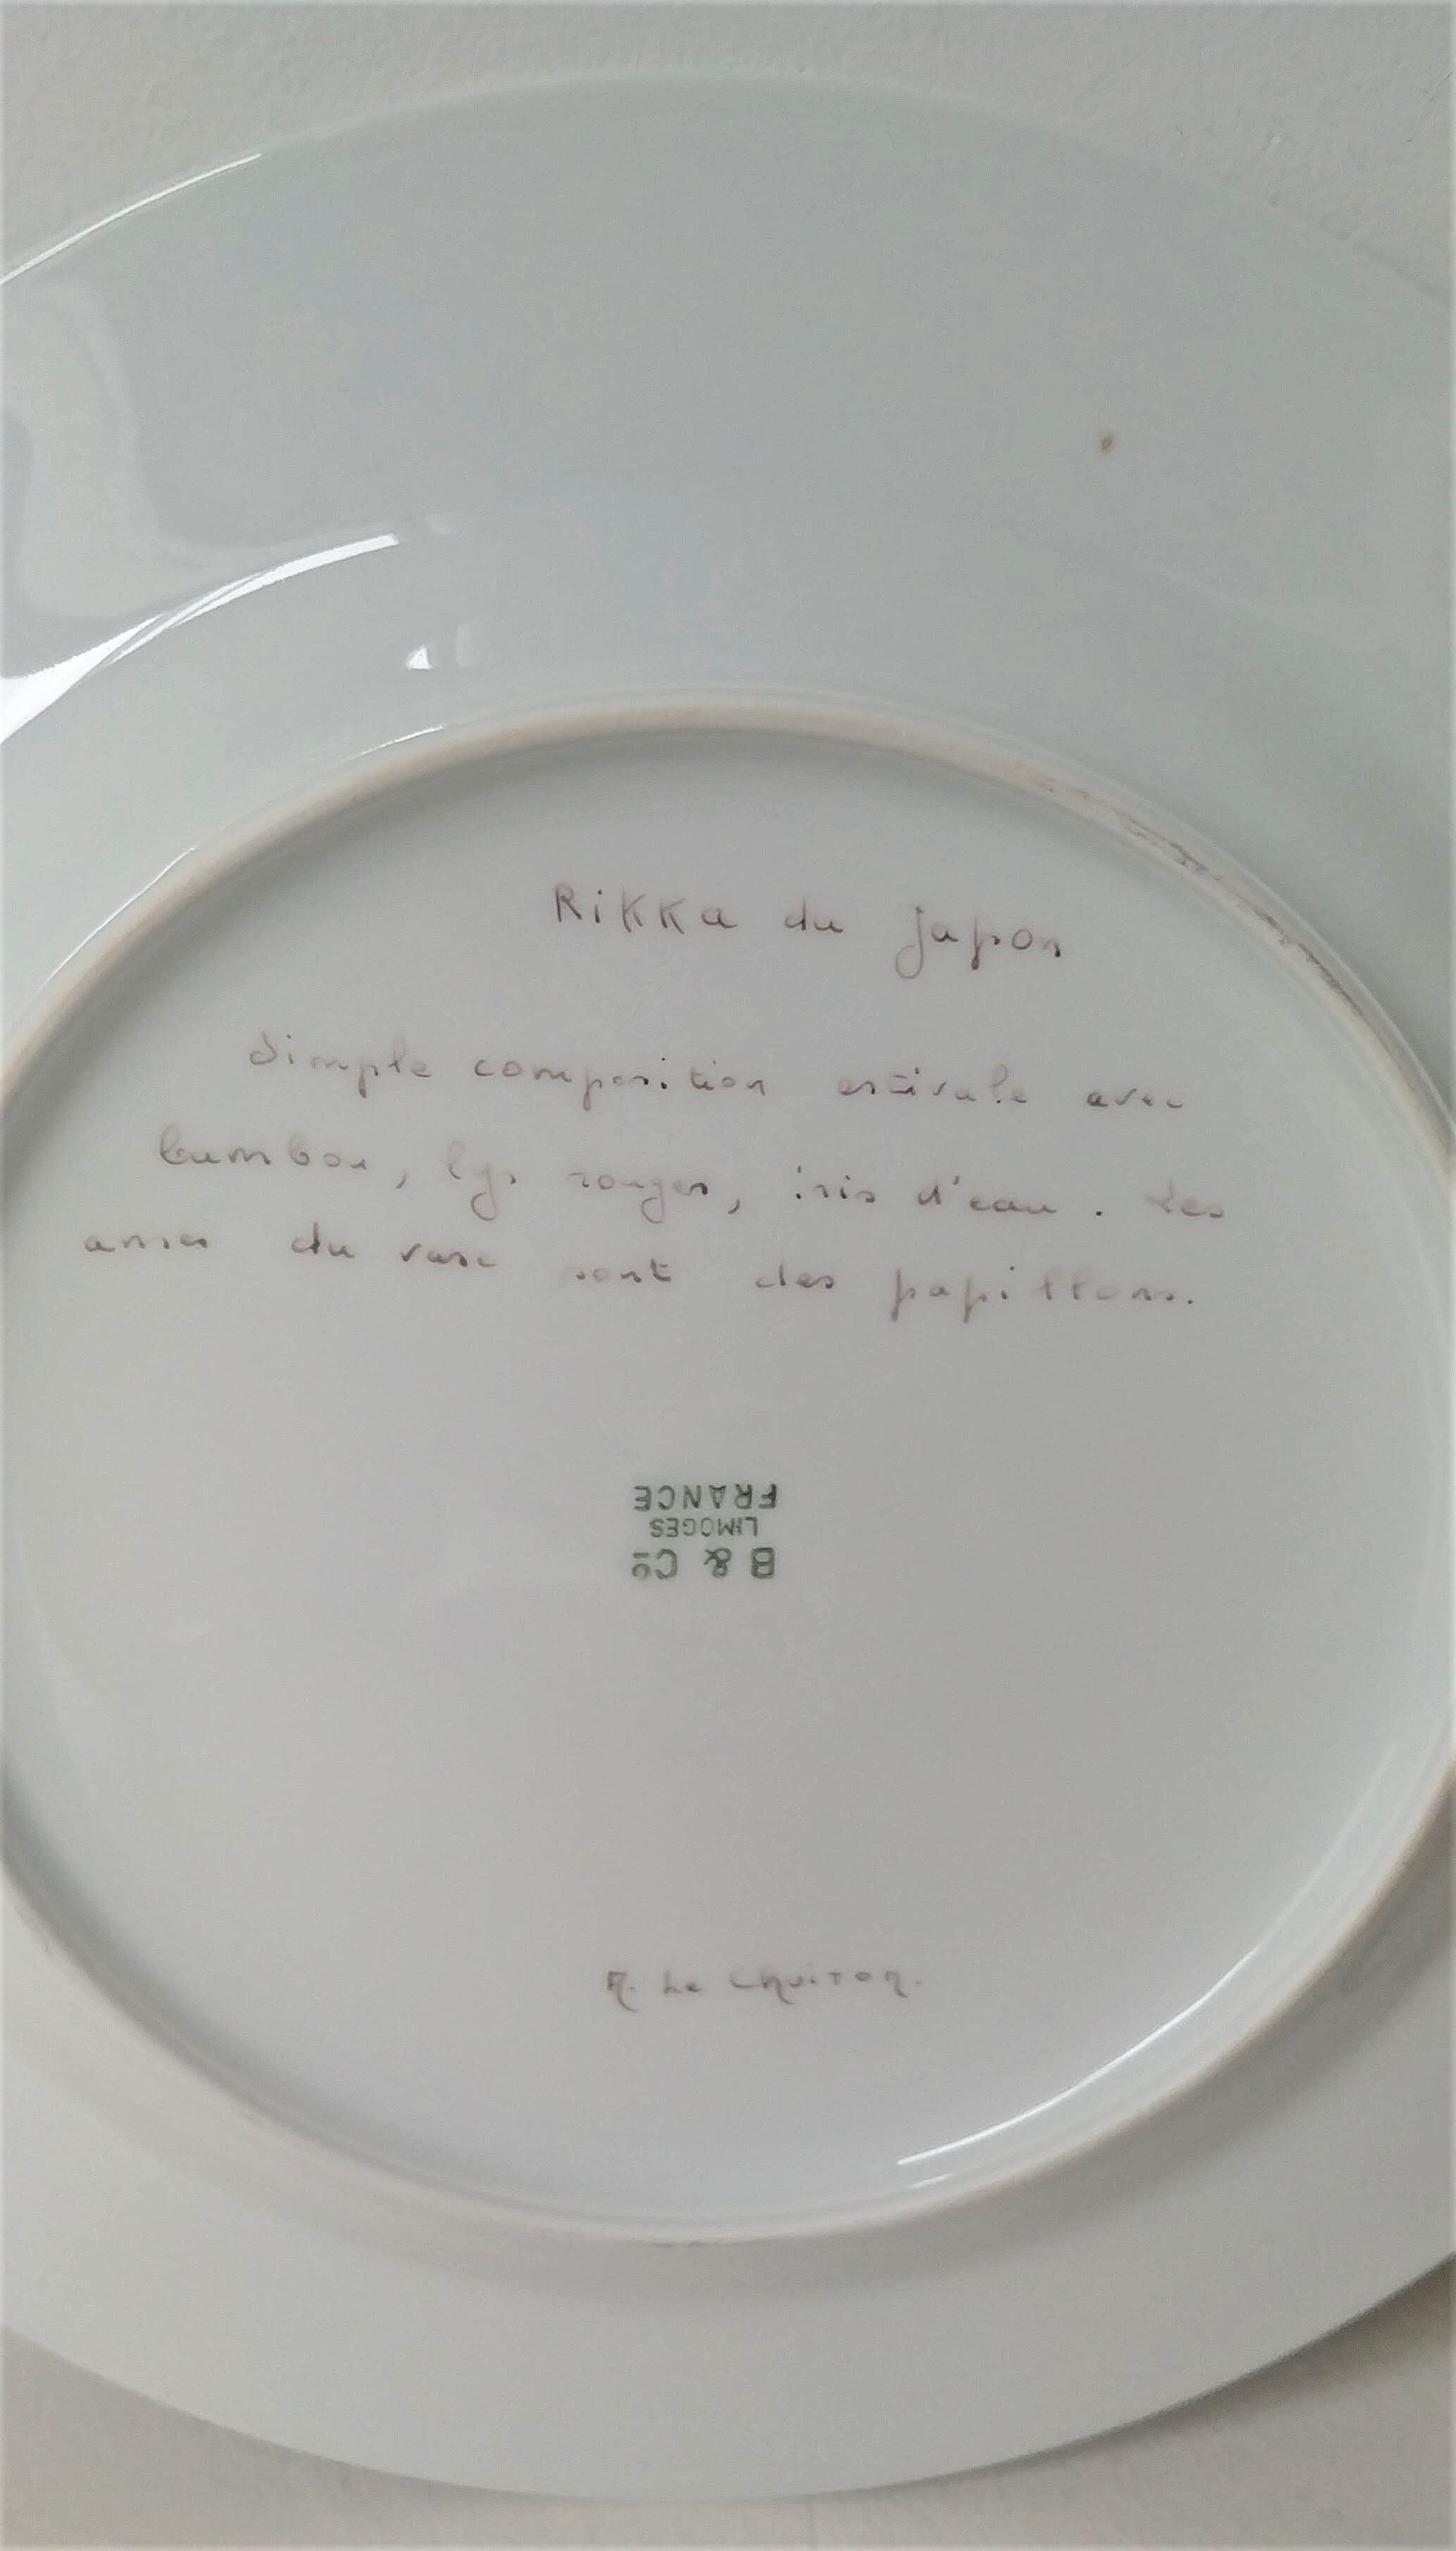 Rikka du Japon
Simple composition estivale avec
bambou, lys rouges, iris d'eau. Les
anses du vase sont des papillons.
B & Cº
LIMOGES
FRANCE
Le Chuiton.